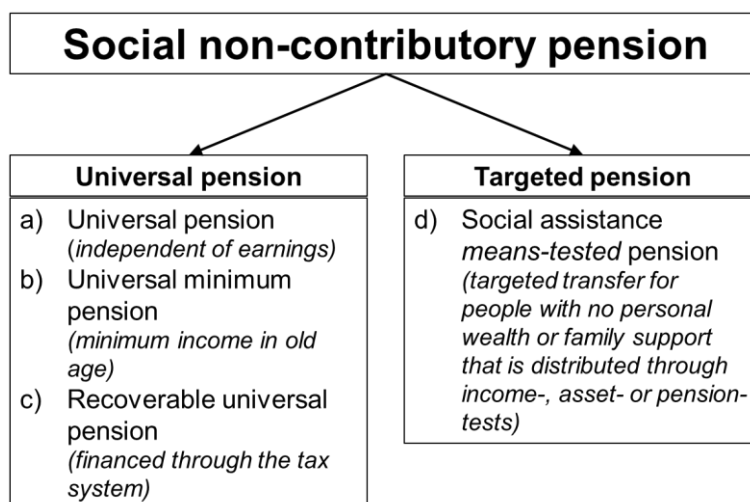 Social non-contributory pension
Universal pension
a) Universal pension
(independent of earnings)
b) Universal minimum
pension
(minimum income in old
age)
c) Recoverable universal
pension
(financed through the tax
system)
Targeted pension
d) Social assistance
means-tested pension
(targeted transfer for
people with no personal
wealth or family support
that is distributed through
income-, asset- or pension-
tests)